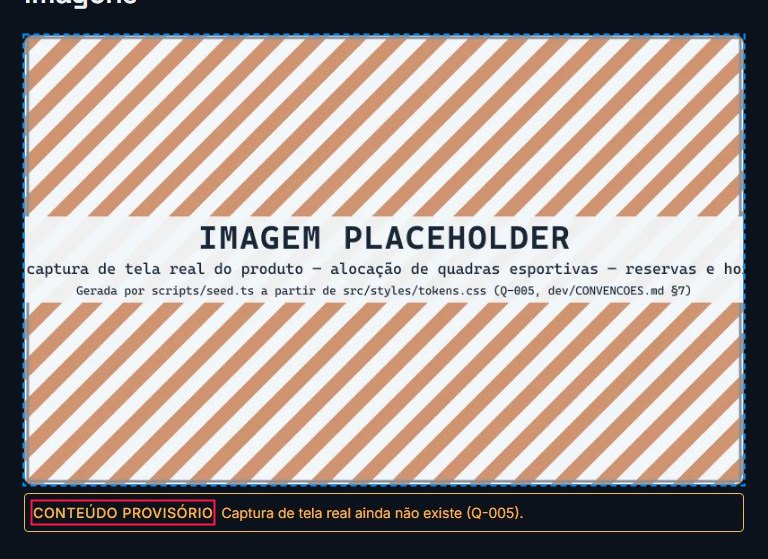 Imagens
IMAGEM PLACEHOLDER
captura de tela real do produto — alocação de quadras esportivas — reservas e
Gerada por scripts/seed.ts a partir de src/styles/tokens.css (Q-005, dev/CONVENCOES.md §7)
CONTEÚDO PROVISÓRIO Captura de tela real ainda não existe (Q-005).